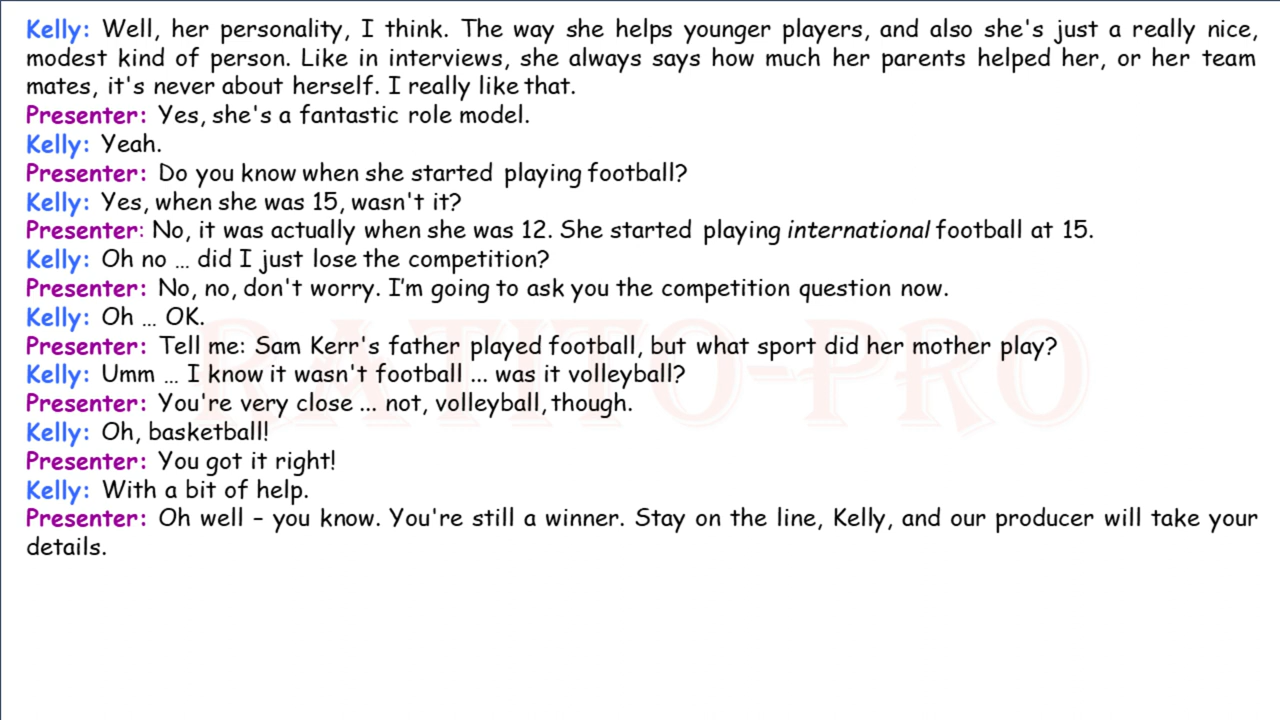 Kelly: Well, her personality, I think. The way she helps younger players, and also she's just a really nice,
modest kind of person. Like in interviews, she always says how much her parents helped her, or her team
mates, it's never about herself. I really like that.
Presenter: Yes, she's a fantastic role model.
Kelly: Yeah.
Presenter: Do you know when she started playing football?
Kelly: Yes, when she was 15, wasn't it?
Presenter: No, it was actually when she was 12. She started playing international football at 15.
Kelly: Oh no … did I just lose the competition?
Presenter: No, no, don't worry. I’m going to ask you the competition question now.
Kelly: Oh … OK.
Presenter: Tell me: Sam Kerr's father played football, but what sport did her mother play?
Kelly: Umm … I know it wasn't football ... was it volleyball?
Presenter: You're very close ... not, volleyball, though.
Kelly: Oh, basketball!
Presenter: You got it right!
Kelly: With a bit of help.
Presenter: Oh well – you know. You're still a winner. Stay on the line, Kelly, and our producer will take your
details.
RATITO-PRO